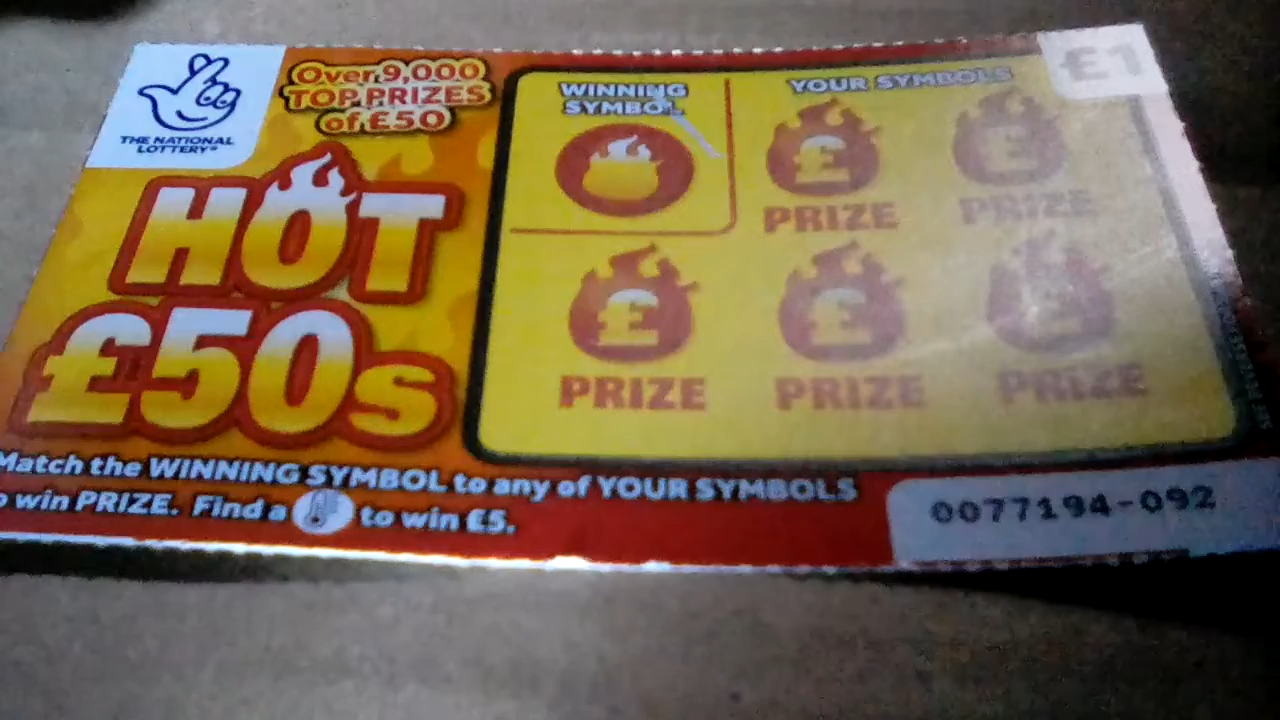 THE NATIONAL
LOTTERY®
Over 9,000
TOP PRIZES
of £50
HOT
£50s
WINNING
SYMBOL
YOUR SYMBOLS
£1
£
£
PRIZE
PRIZE
£
£
£
PRIZE
PRIZE
PRIZE
Match the WINNING SYMBOL to any of YOUR SYMBOLS
win PRIZE. Find a to win £5.
0077194-092